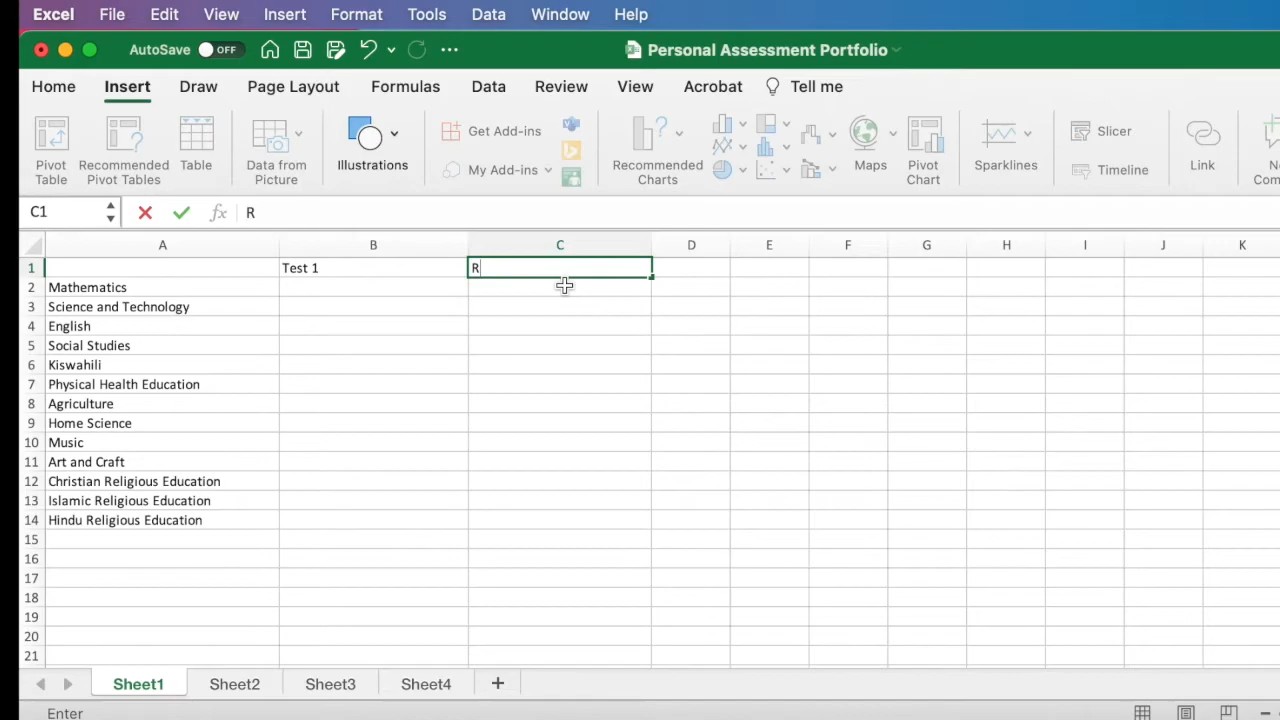 Excel File Edit View Insert Format Tools Data Window Help
AutoSave OFF Personal Assessment Portfolio
Home Insert Draw Page Layout Formulas Data Review View Acrobat Tell me
Pivot Table
Recommended Pivot Tables
Table
Data from Picture
Illustrations
Get Add-ins
My Add-ins
Recommended Charts
Maps
Pivot Chart
Sparklines
Slicer
Timeline
Link
C1 fx R
A B C D E F G H I J K
1 Test 1 R
2 Mathematics
3 Science and Technology
4 English
5 Social Studies
6 Kiswahili
7 Physical Health Education
8 Agriculture
9 Home Science
10 Music
11 Art and Craft
12 Christian Religious Education
13 Islamic Religious Education
14 Hindu Religious Education
15
16
17
18
19
20
21
Sheet1 Sheet2 Sheet3 Sheet4 +
Enter